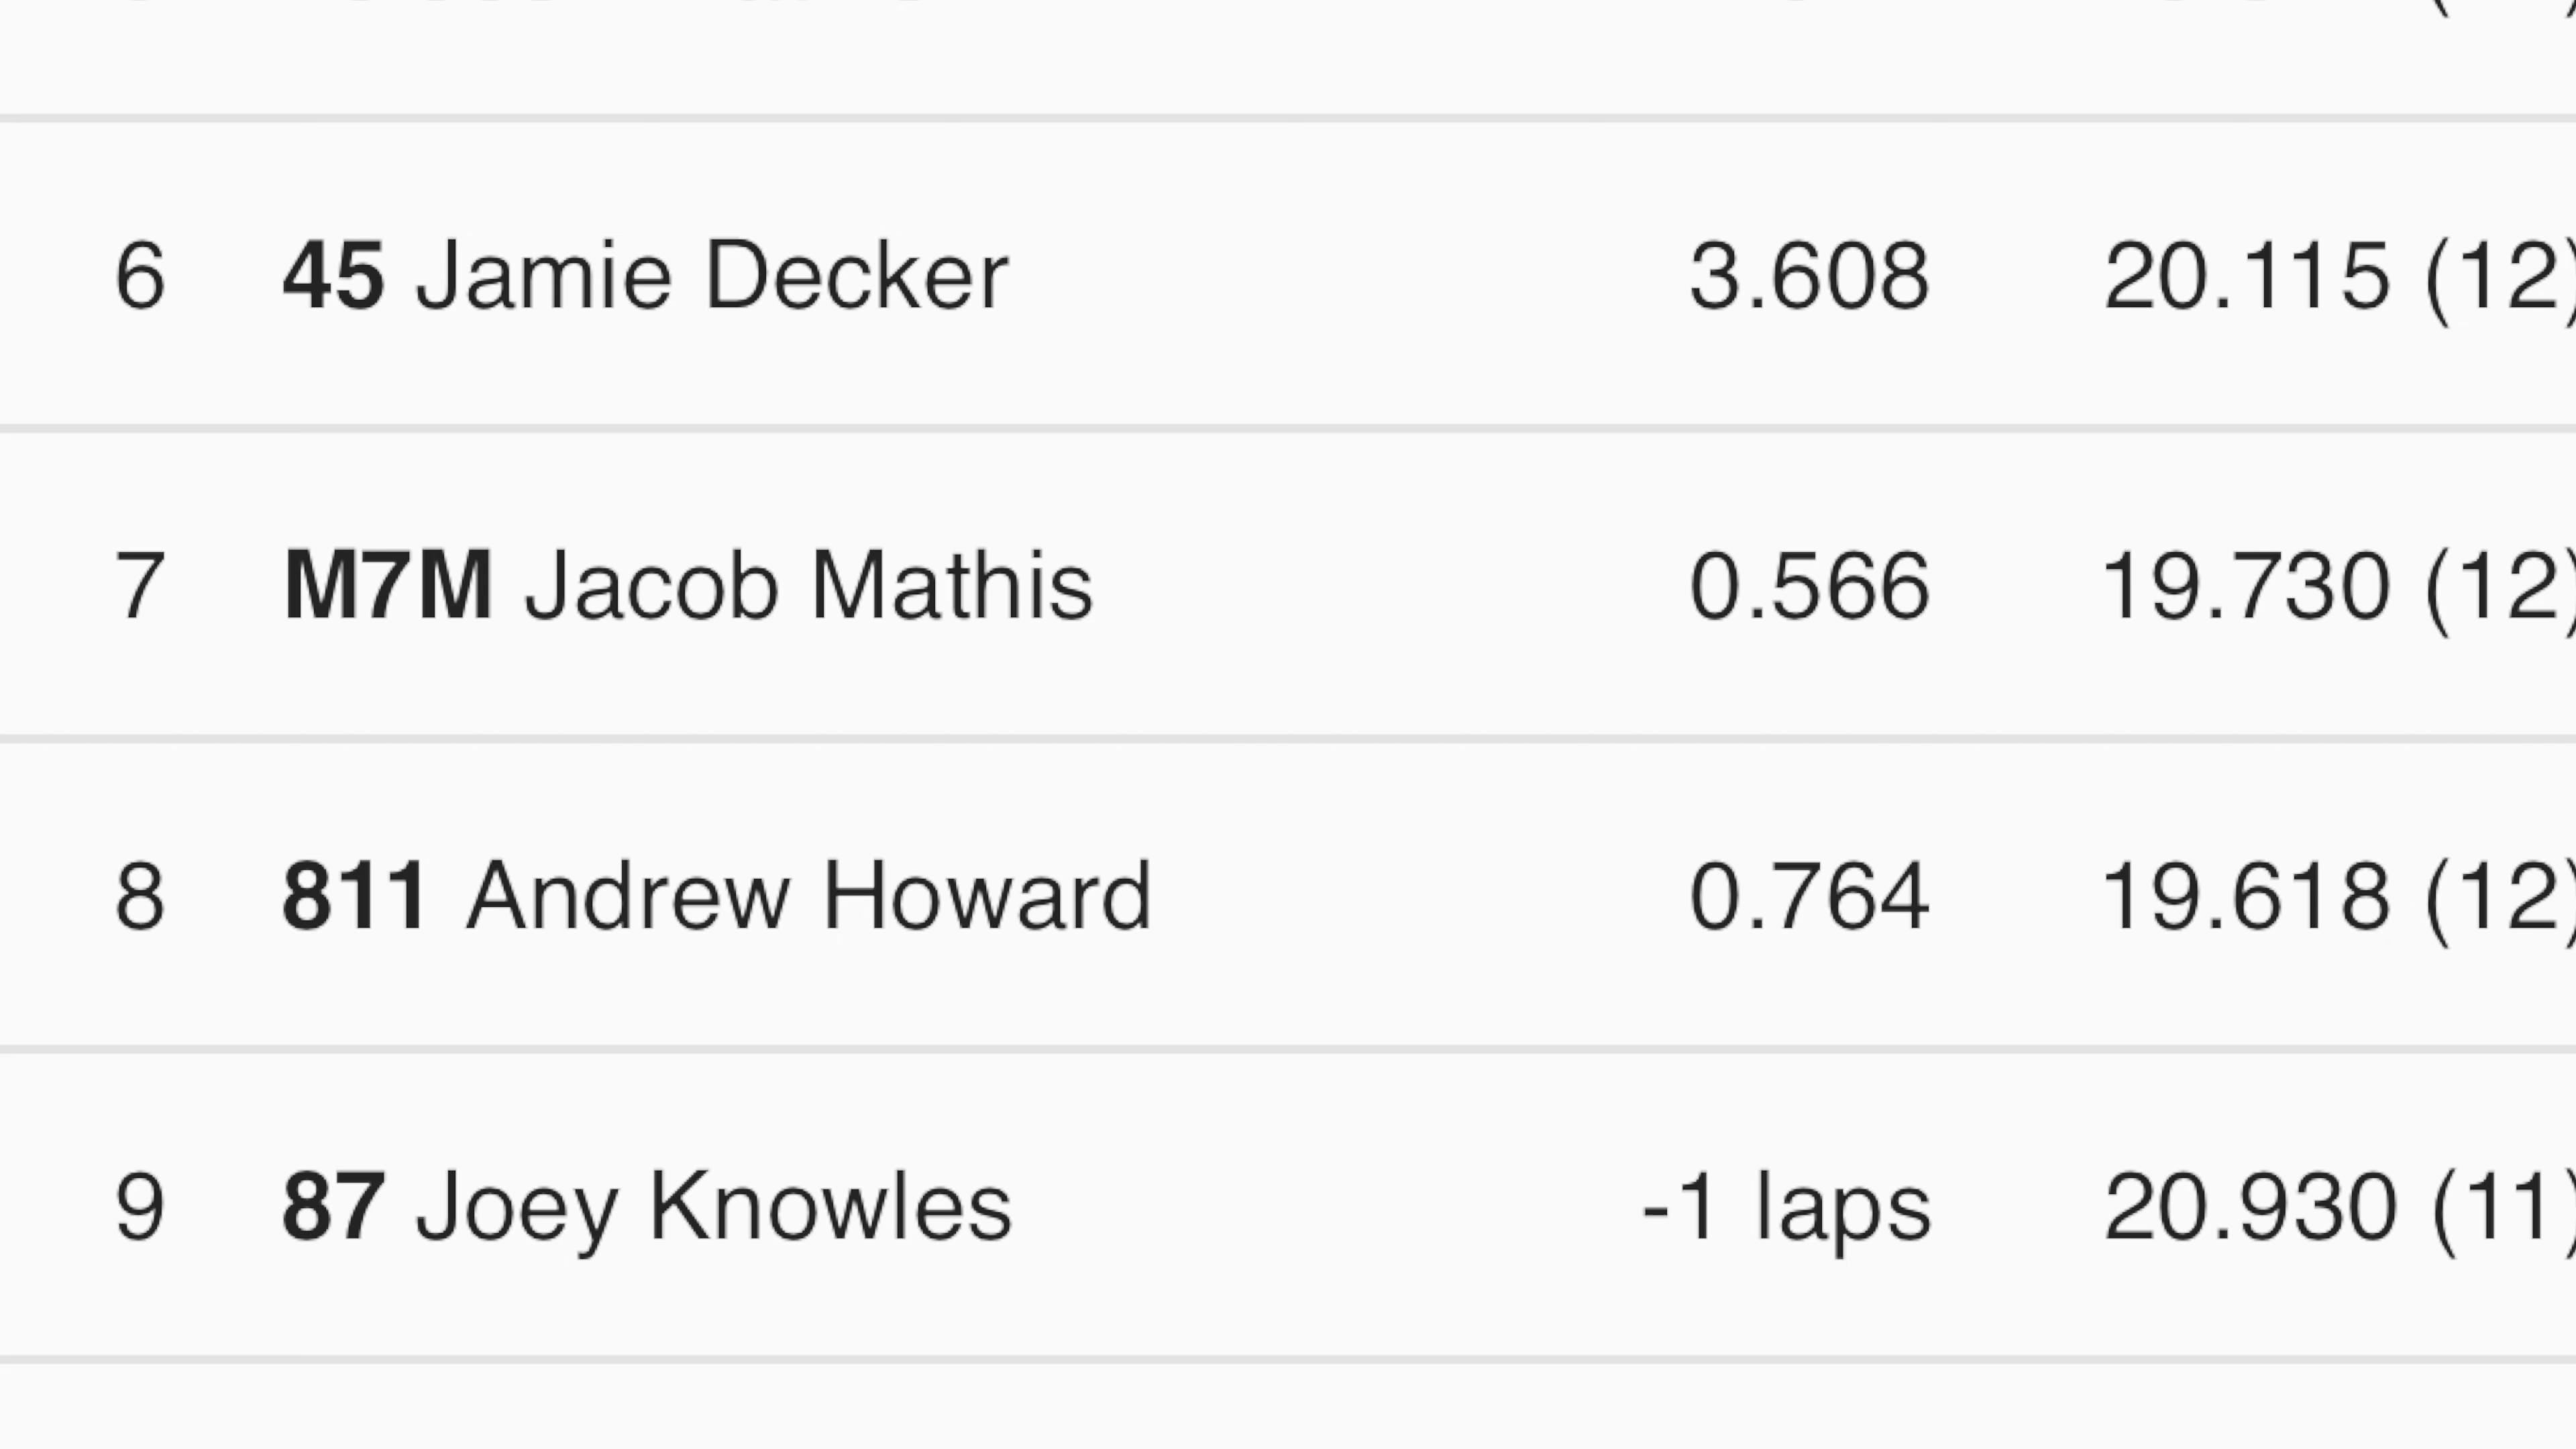 6 45 Jamie Decker 3.608 20.115 (12)
7 M7M Jacob Mathis 0.566 19.730 (12)
8 811 Andrew Howard 0.764 19.618 (12)
9 87 Joey Knowles -1 laps 20.930 (11)